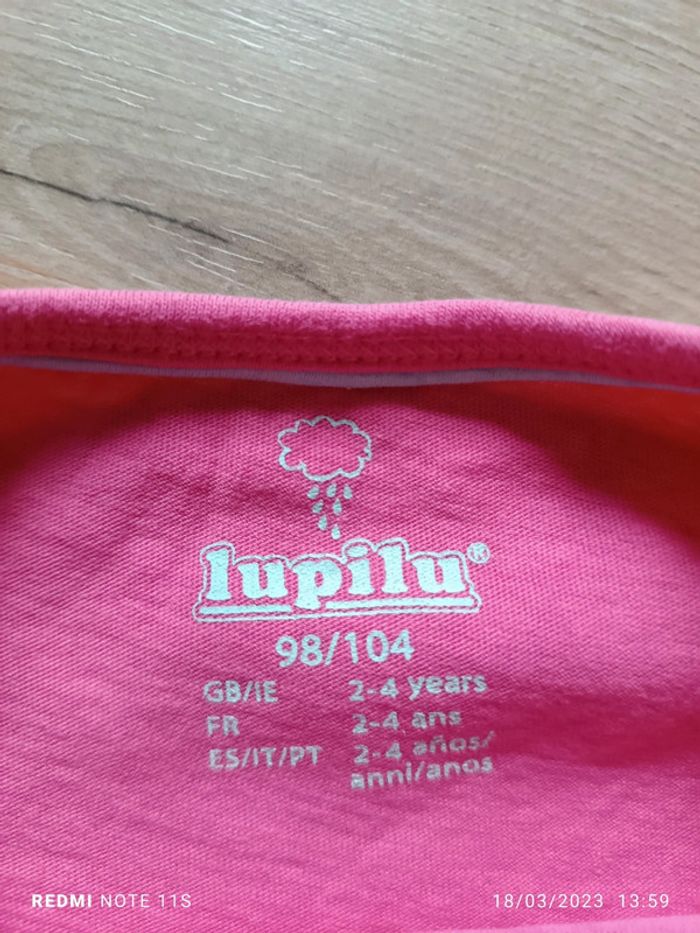 lupilu®
98/104
GB/IE 2-4 years
FR 2-4 ans
ES/IT/PT 2-4 años/
anni/anos
REDMI NOTE 11S 18/03/2023 13:59